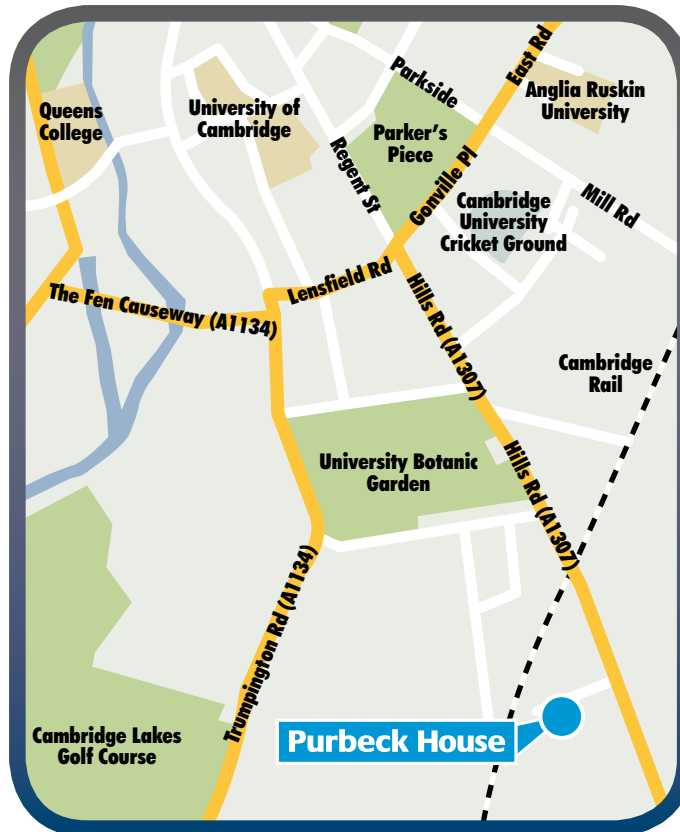 East Rd
Parkside
Anglia Ruskin
University
Queens
College
University of
Cambridge
Parker's
Piece
Regent St
Gonville Pl
Cambridge
University
Cricket Ground
Mill Rd
Lensfield Rd
The Fen Causeway (A1134)
Hills Rd (A1307)
Cambridge
Rail
University Botanic
Garden
Hills Rd (A1307)
Trumpington Rd (A1134)
Cambridge Lakes
Golf Course
Purbeck House